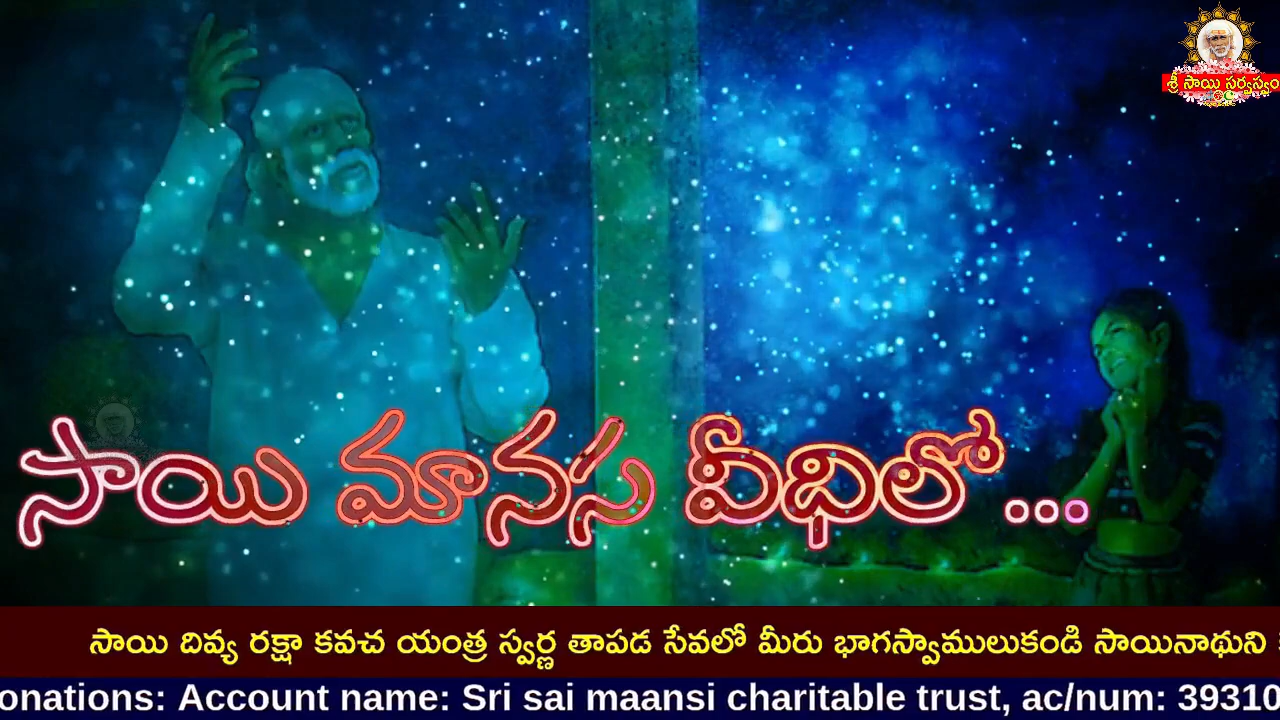 శ్రీ సాయి సర్వస్వం
సాయి మానస వీధిలో ...
సాయి దివ్య రక్షా కవచ యంత్ర స్వర్ణ తాపడ సేవలో మీరు భాగస్వాములుకండి సాయినాథుని
onations: Account name: Sri sai maansi charitable trust, ac/num: 39310